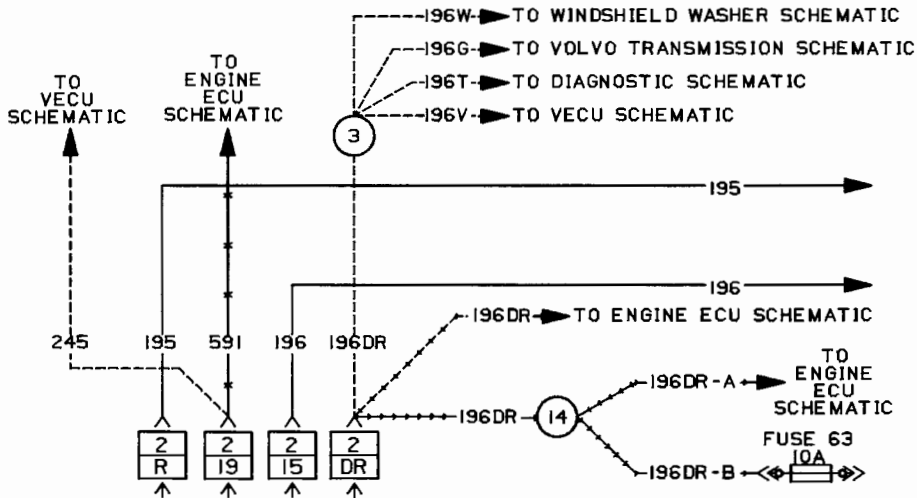 196W TO WINDSHIELD WASHER SCHEMATIC
196G TO VOLVO TRANSMISSION SCHEMATIC
196T TO DIAGNOSTIC SCHEMATIC
196V TO VECU SCHEMATIC
TO
VECU
SCHEMATIC
TO
ENGINE
ECU
SCHEMATIC
3
195
196
196DR TO ENGINE ECU SCHEMATIC
245 195 591 196 196DR
TO
ENGINE
ECU
SCHEMATIC
196DR-A
196DR
14
196DR-B
FUSE 63
10A
2 2 2 2
R 19 15 DR